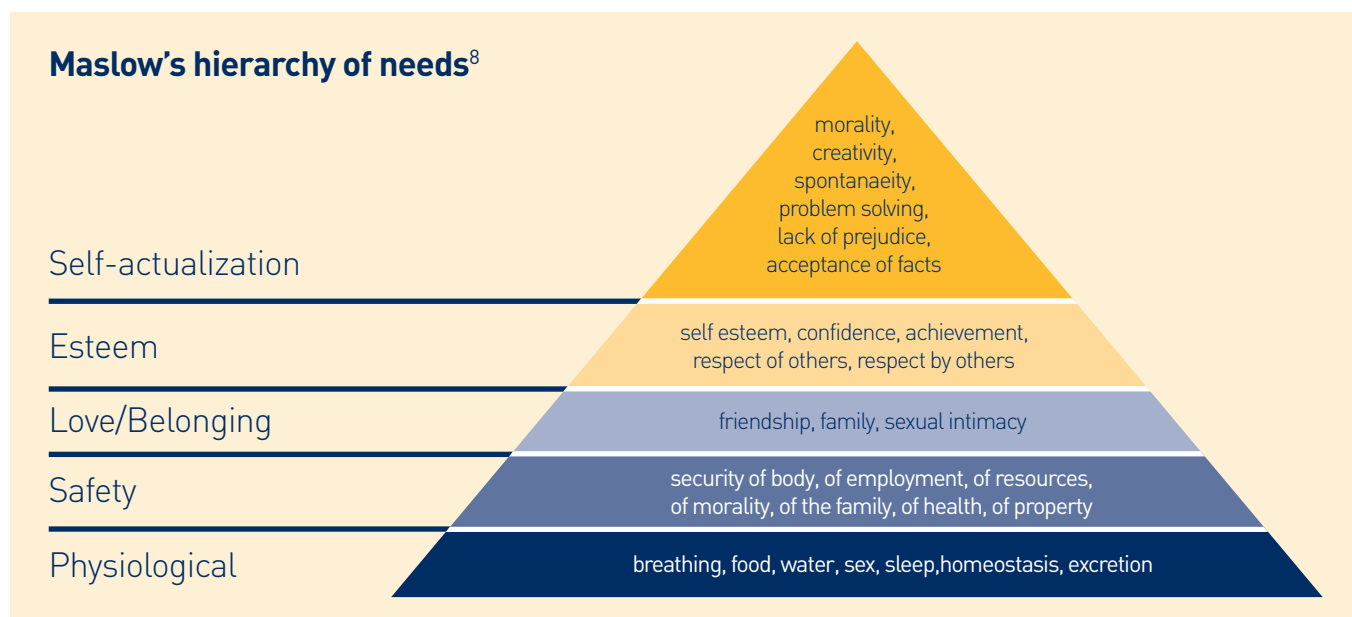 Maslow's hierarchy of needs8
morality,
creativity,
spontanaeity,
problem solving,
lack of prejudice,
acceptance of facts
Self-actualization
self esteem, confidence, achievement,
respect of others, respect by others
Esteem
friendship, family, sexual intimacy
Love/Belonging
security of body, of employment, of resources,
of morality, of the family, of health, of property
Safety
breathing, food, water, sex, sleep,homeostasis, excretion
Physiological